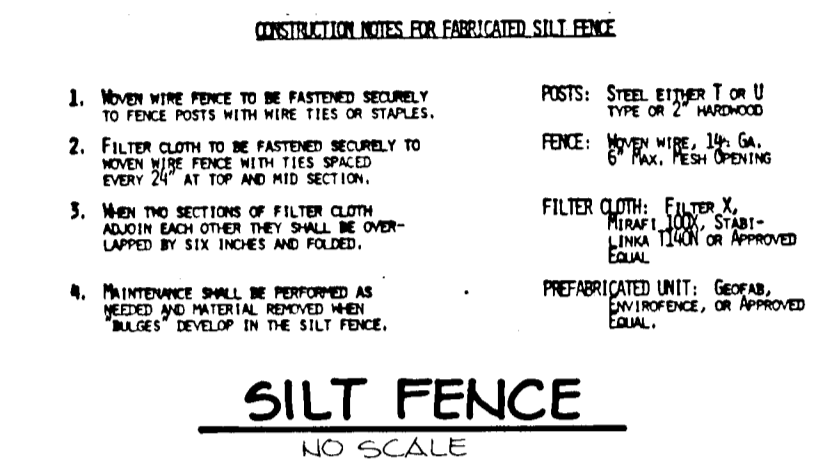 CONSTRUCTION NOTES FOR FABRICATED SILT FENCE
1. WOVEN WIRE FENCE TO BE FASTENED SECURELY
TO FENCE POSTS WITH WIRE TIES OR STAPLES.
2. FILTER CLOTH TO BE FASTENED SECURELY TO
WOVEN WIRE FENCE WITH TIES SPACED
EVERY 24" AT TOP AND MID SECTION.
3. WHEN TWO SECTIONS OF FILTER CLOTH
ADJOIN EACH OTHER THEY SHALL BE OVER-
LAPPED BY SIX INCHES AND FOLDED.
4. MAINTENANCE SHALL BE PERFORMED AS
NEEDED AND MATERIAL REMOVED WHEN
"BULGES" DEVELOP IN THE SILT FENCE.
POSTS: STEEL EITHER T OR U
TYPE OR 2" HARDWOOD
FENCE: WOVEN WIRE, 14 GA.
6" MAX. MESH OPENING
FILTER CLOTH: FILTER X,
MIRAFI 100X, STABI-
LINKA T140N OR APPROVED
EQUAL
PREFABRICATED UNIT: GEOFAB,
ENVIROFENCE, OR APPROVED
EQUAL.
SILT FENCE
NO SCALE